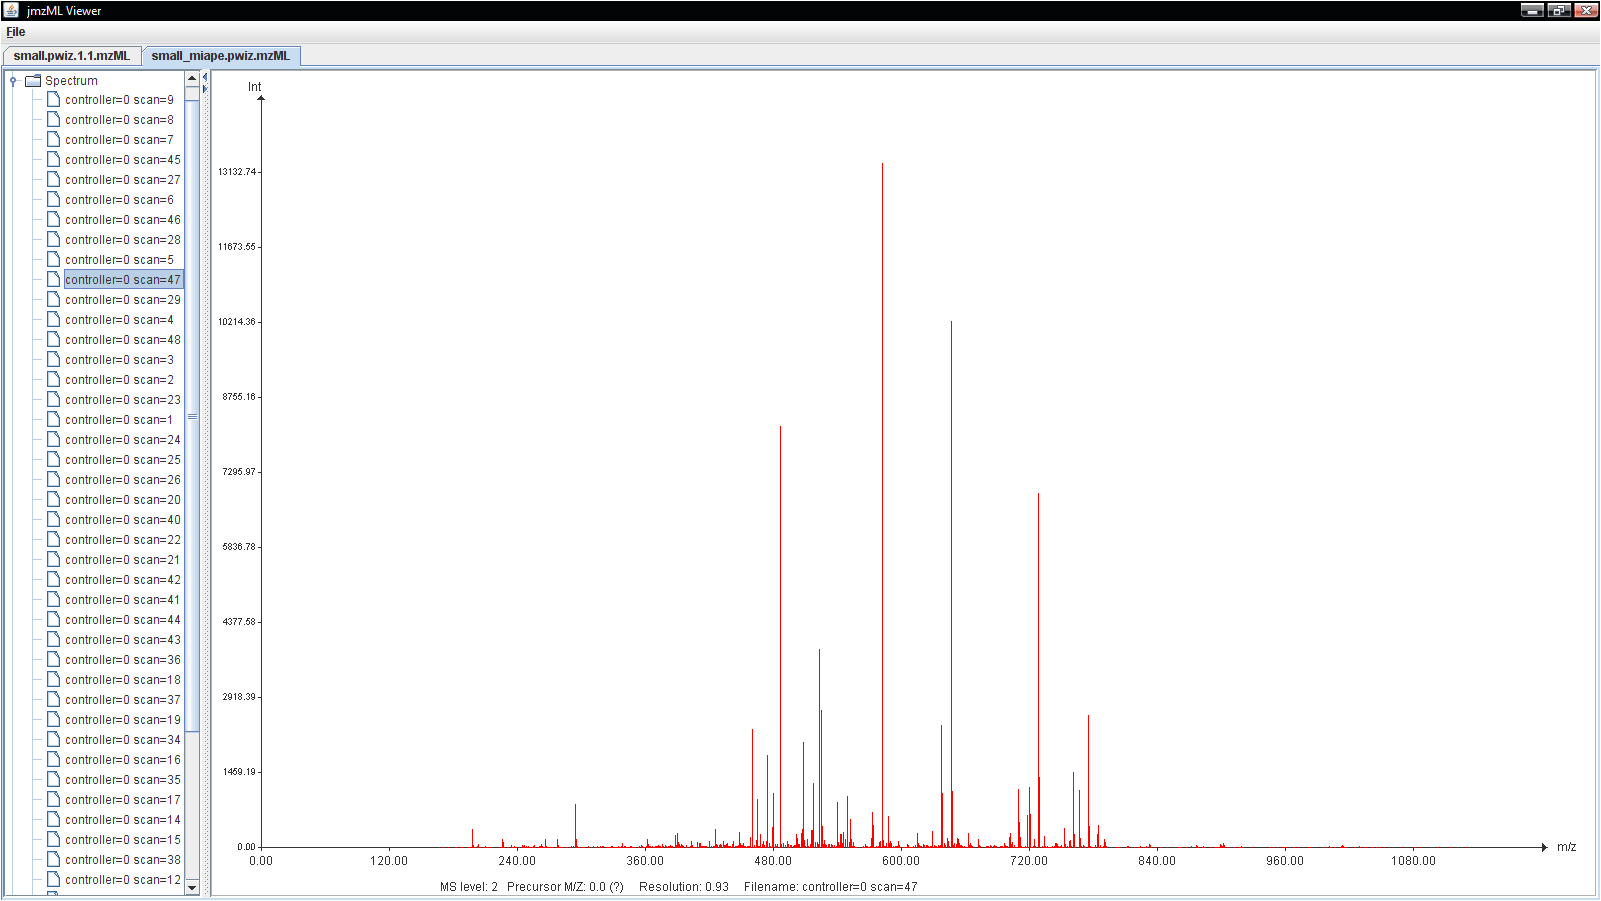 jmzML Viewer
File
small.pwiz.1.1.mzML small_miape.pwiz.mzML
Spectrum
controller=0 scan=9
controller=0 scan=8
controller=0 scan=7
controller=0 scan=45
controller=0 scan=27
controller=0 scan=6
controller=0 scan=46
controller=0 scan=28
controller=0 scan=5
controller=0 scan=47
controller=0 scan=29
controller=0 scan=4
controller=0 scan=48
controller=0 scan=3
controller=0 scan=2
controller=0 scan=23
controller=0 scan=1
controller=0 scan=24
controller=0 scan=25
controller=0 scan=26
controller=0 scan=20
controller=0 scan=40
controller=0 scan=22
controller=0 scan=21
controller=0 scan=42
controller=0 scan=41
controller=0 scan=44
controller=0 scan=43
controller=0 scan=36
controller=0 scan=18
controller=0 scan=37
controller=0 scan=19
controller=0 scan=34
controller=0 scan=16
controller=0 scan=35
controller=0 scan=17
controller=0 scan=14
controller=0 scan=15
controller=0 scan=38
controller=0 scan=12
Int
13132.74
11673.55
10214.36
8755.16
7295.97
5836.78
4377.58
2918.39
1459.19
0.00
0.00 120.00 240.00 360.00 480.00 600.00 720.00 840.00 960.00 1080.00 m/z
MS level: 2 Precursor M/Z: 0.0 (?) Resolution: 0.93 Filename: controller=0 scan=47